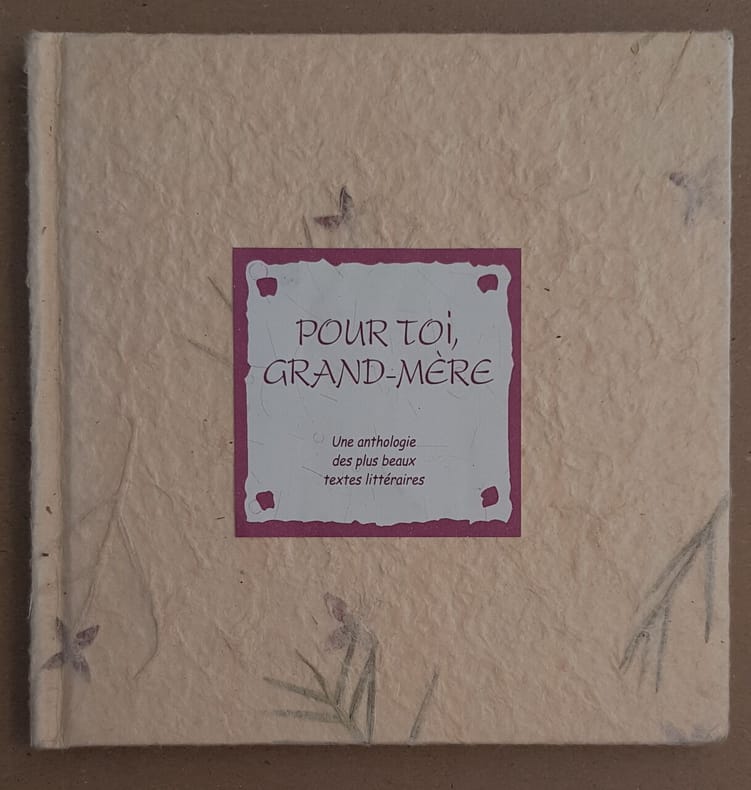 POUR TOi,
GRAND-MÈRE
Une anthologie
des plus beaux
textes littéraires